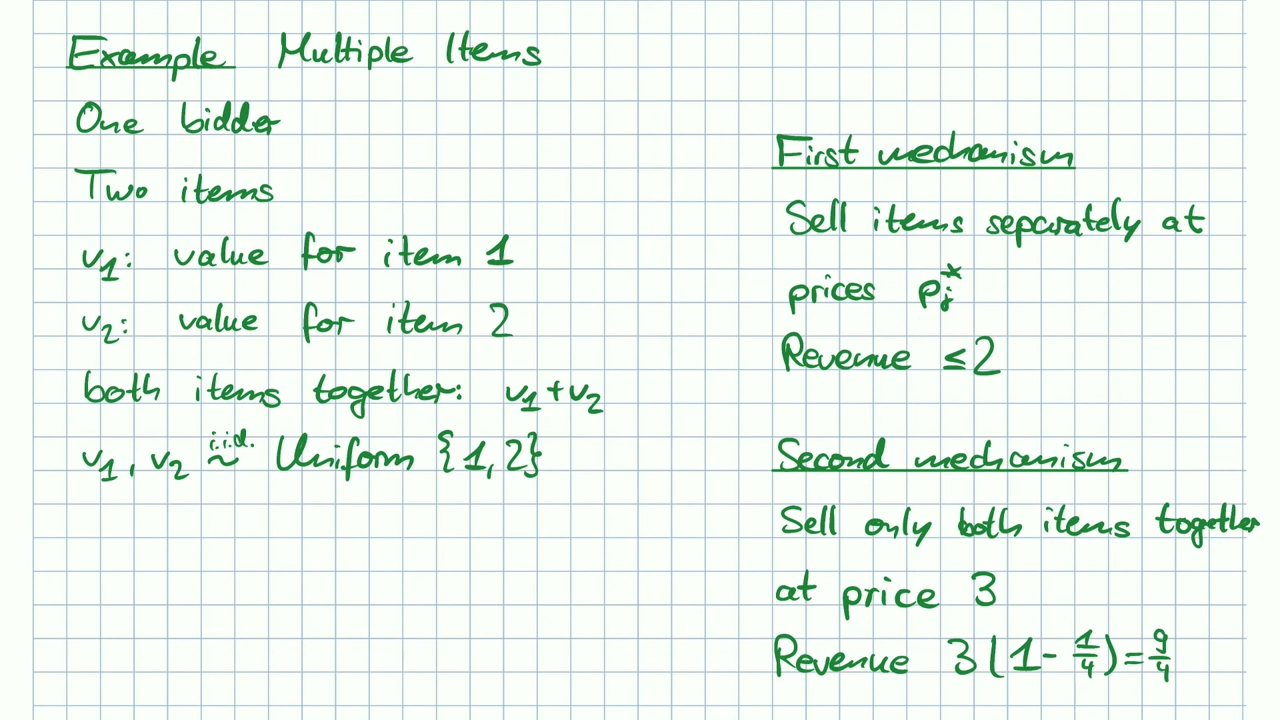 Example Multiple Items
One bidder
Two items
v₁: value for item 1
v₂: value for item 2
both items together: v₁+v₂
v₁, v₂ i.i.d. ~ Uniform {1,2}
First mechanism
Sell items separately at
prices pⱼ*
Revenue ≤2
Second mechanism
Sell only both items together
at price 3
Revenue 3(1-1/4)=9/4